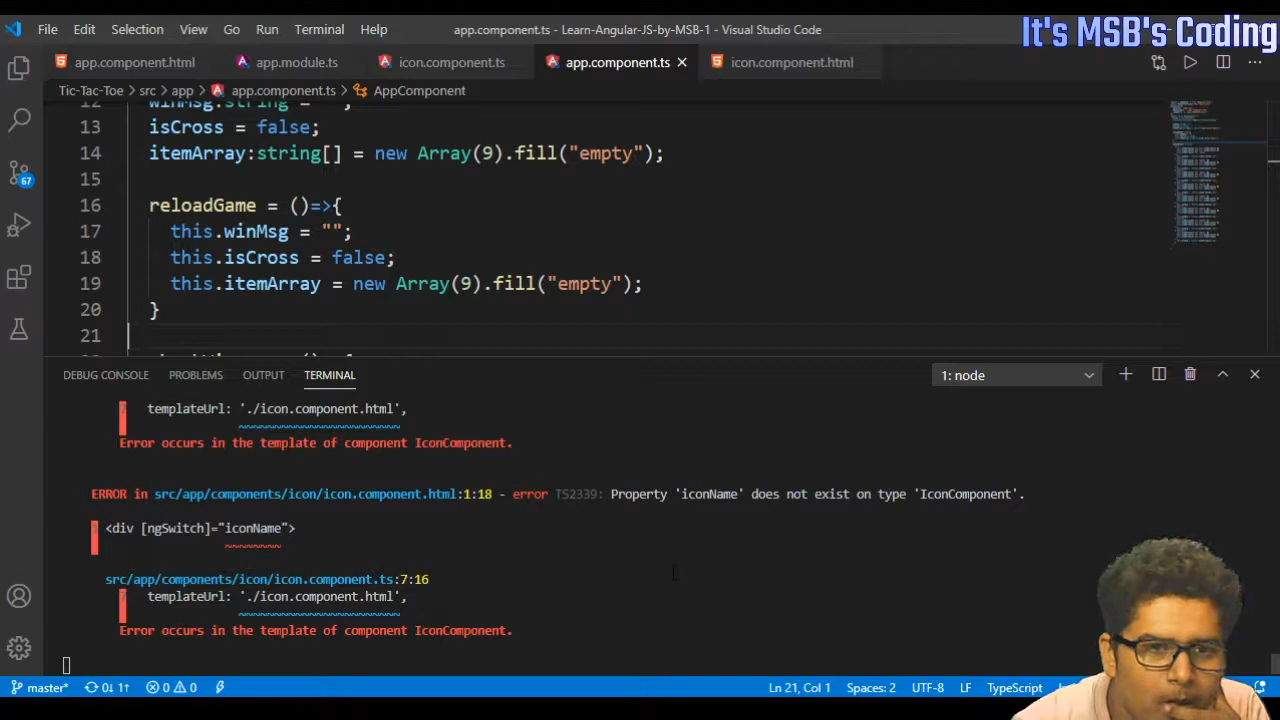 File Edit Selection View Go Run Terminal Help
app.component.ts - Learn-Angular-JS-by-MSB-1 - Visual Studio Code
It's MSB's Coding
app.component.html
app.module.ts
icon.component.ts
app.component.ts
icon.component.html
Tic-Tac-Toe > src > app > app.component.ts > AppComponent
13 isCross = false;
14 itemArray:string[] = new Array(9).fill("empty");
15
16 reloadGame = ()=>{
17 this.winMsg = "";
18 this.isCross = false;
19 this.itemArray = new Array(9).fill("empty");
20 }
21
67
DEBUG CONSOLE PROBLEMS OUTPUT TERMINAL
1: node
7 templateUrl: './icon.component.html',
~~~~~~~~~~~~~~~~~~~~~~~
Error occurs in the template of component IconComponent.
ERROR in src/app/components/icon/icon.component.html:1:18 - error TS2339: Property 'iconName' does not exist on type 'IconComponent'.
<div [ngSwitch]="iconName">
~~~~~~~~
src/app/components/icon/icon.component.ts:7:16
7 templateUrl: './icon.component.html',
~~~~~~~~~~~~~~~~~~~~~~~
Error occurs in the template of component IconComponent.
master* 0↓ 1↑ 0 0 Ln 21, Col 1 Spaces: 2 UTF-8 LF TypeScript